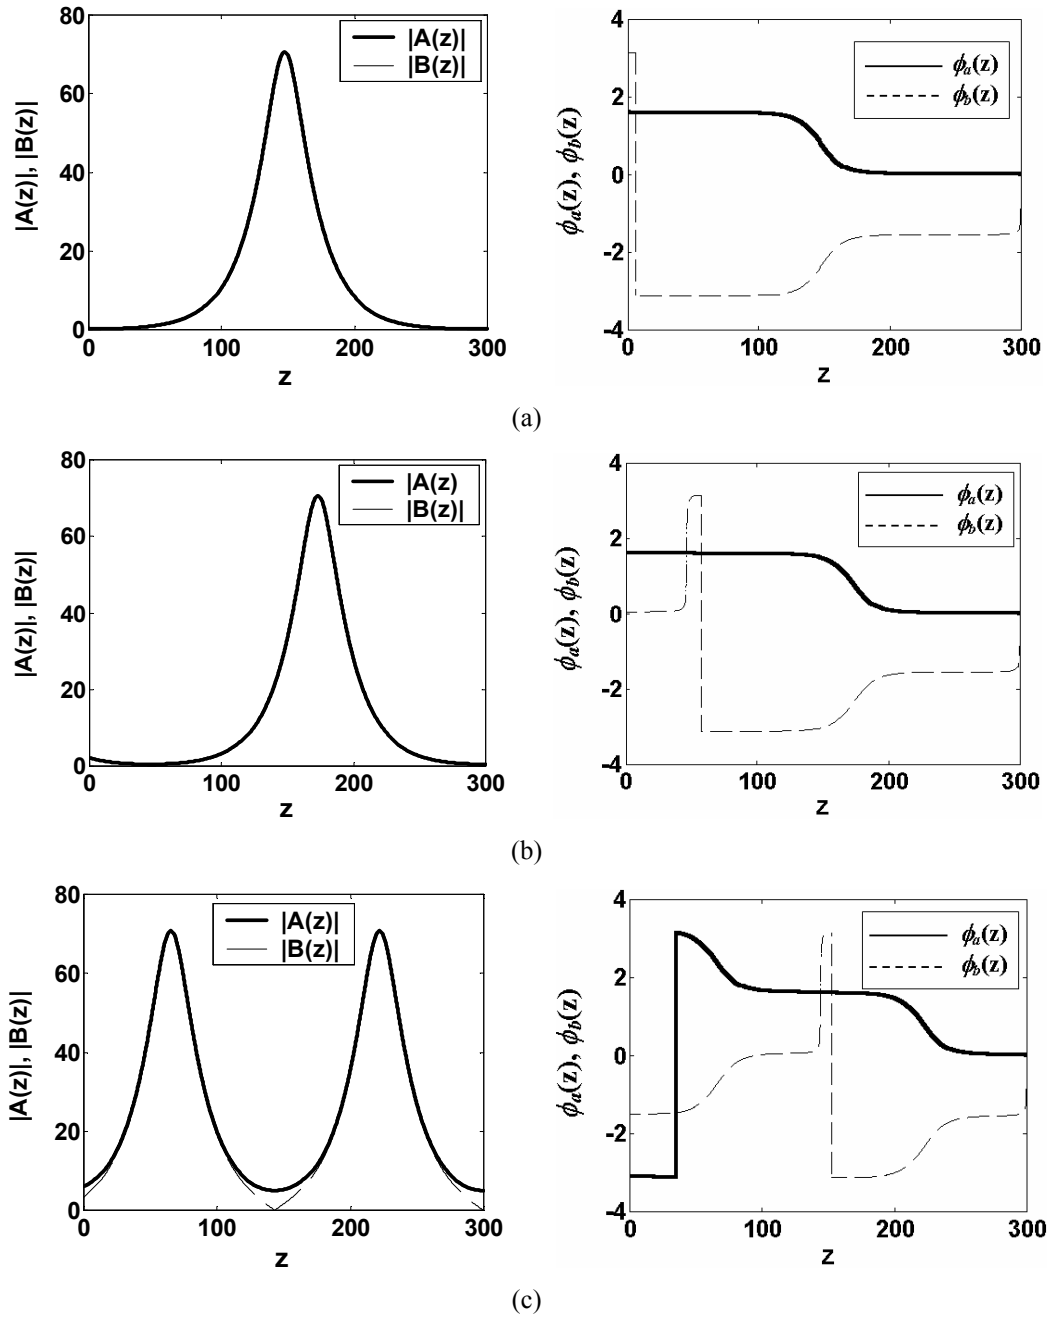 80
60
40
20
0
|A(z)|, |B(z)|
|A(z)|
|B(z)|
0 100 200 300
z
4
2
0
-2
-4
ϕa(z), ϕb(z)
ϕa(z)
ϕb(z)
0 100 200 300
z
(a)
80
60
40
20
0
|A(z)|, |B(z)|
|A(z)
|B(z)|
0 100 200 300
z
4
2
0
-2
-4
ϕa(z), ϕb(z)
ϕa(z)
ϕb(z)
0 100 200 300
z
(b)
80
60
40
20
0
|A(z)|, |B(z)|
|A(z)|
|B(z)|
0 100 200 300
z
4
2
0
-2
-4
ϕa(z), ϕb(z)
ϕa(z)
ϕb(z)
0 100 200 300
z
(c)